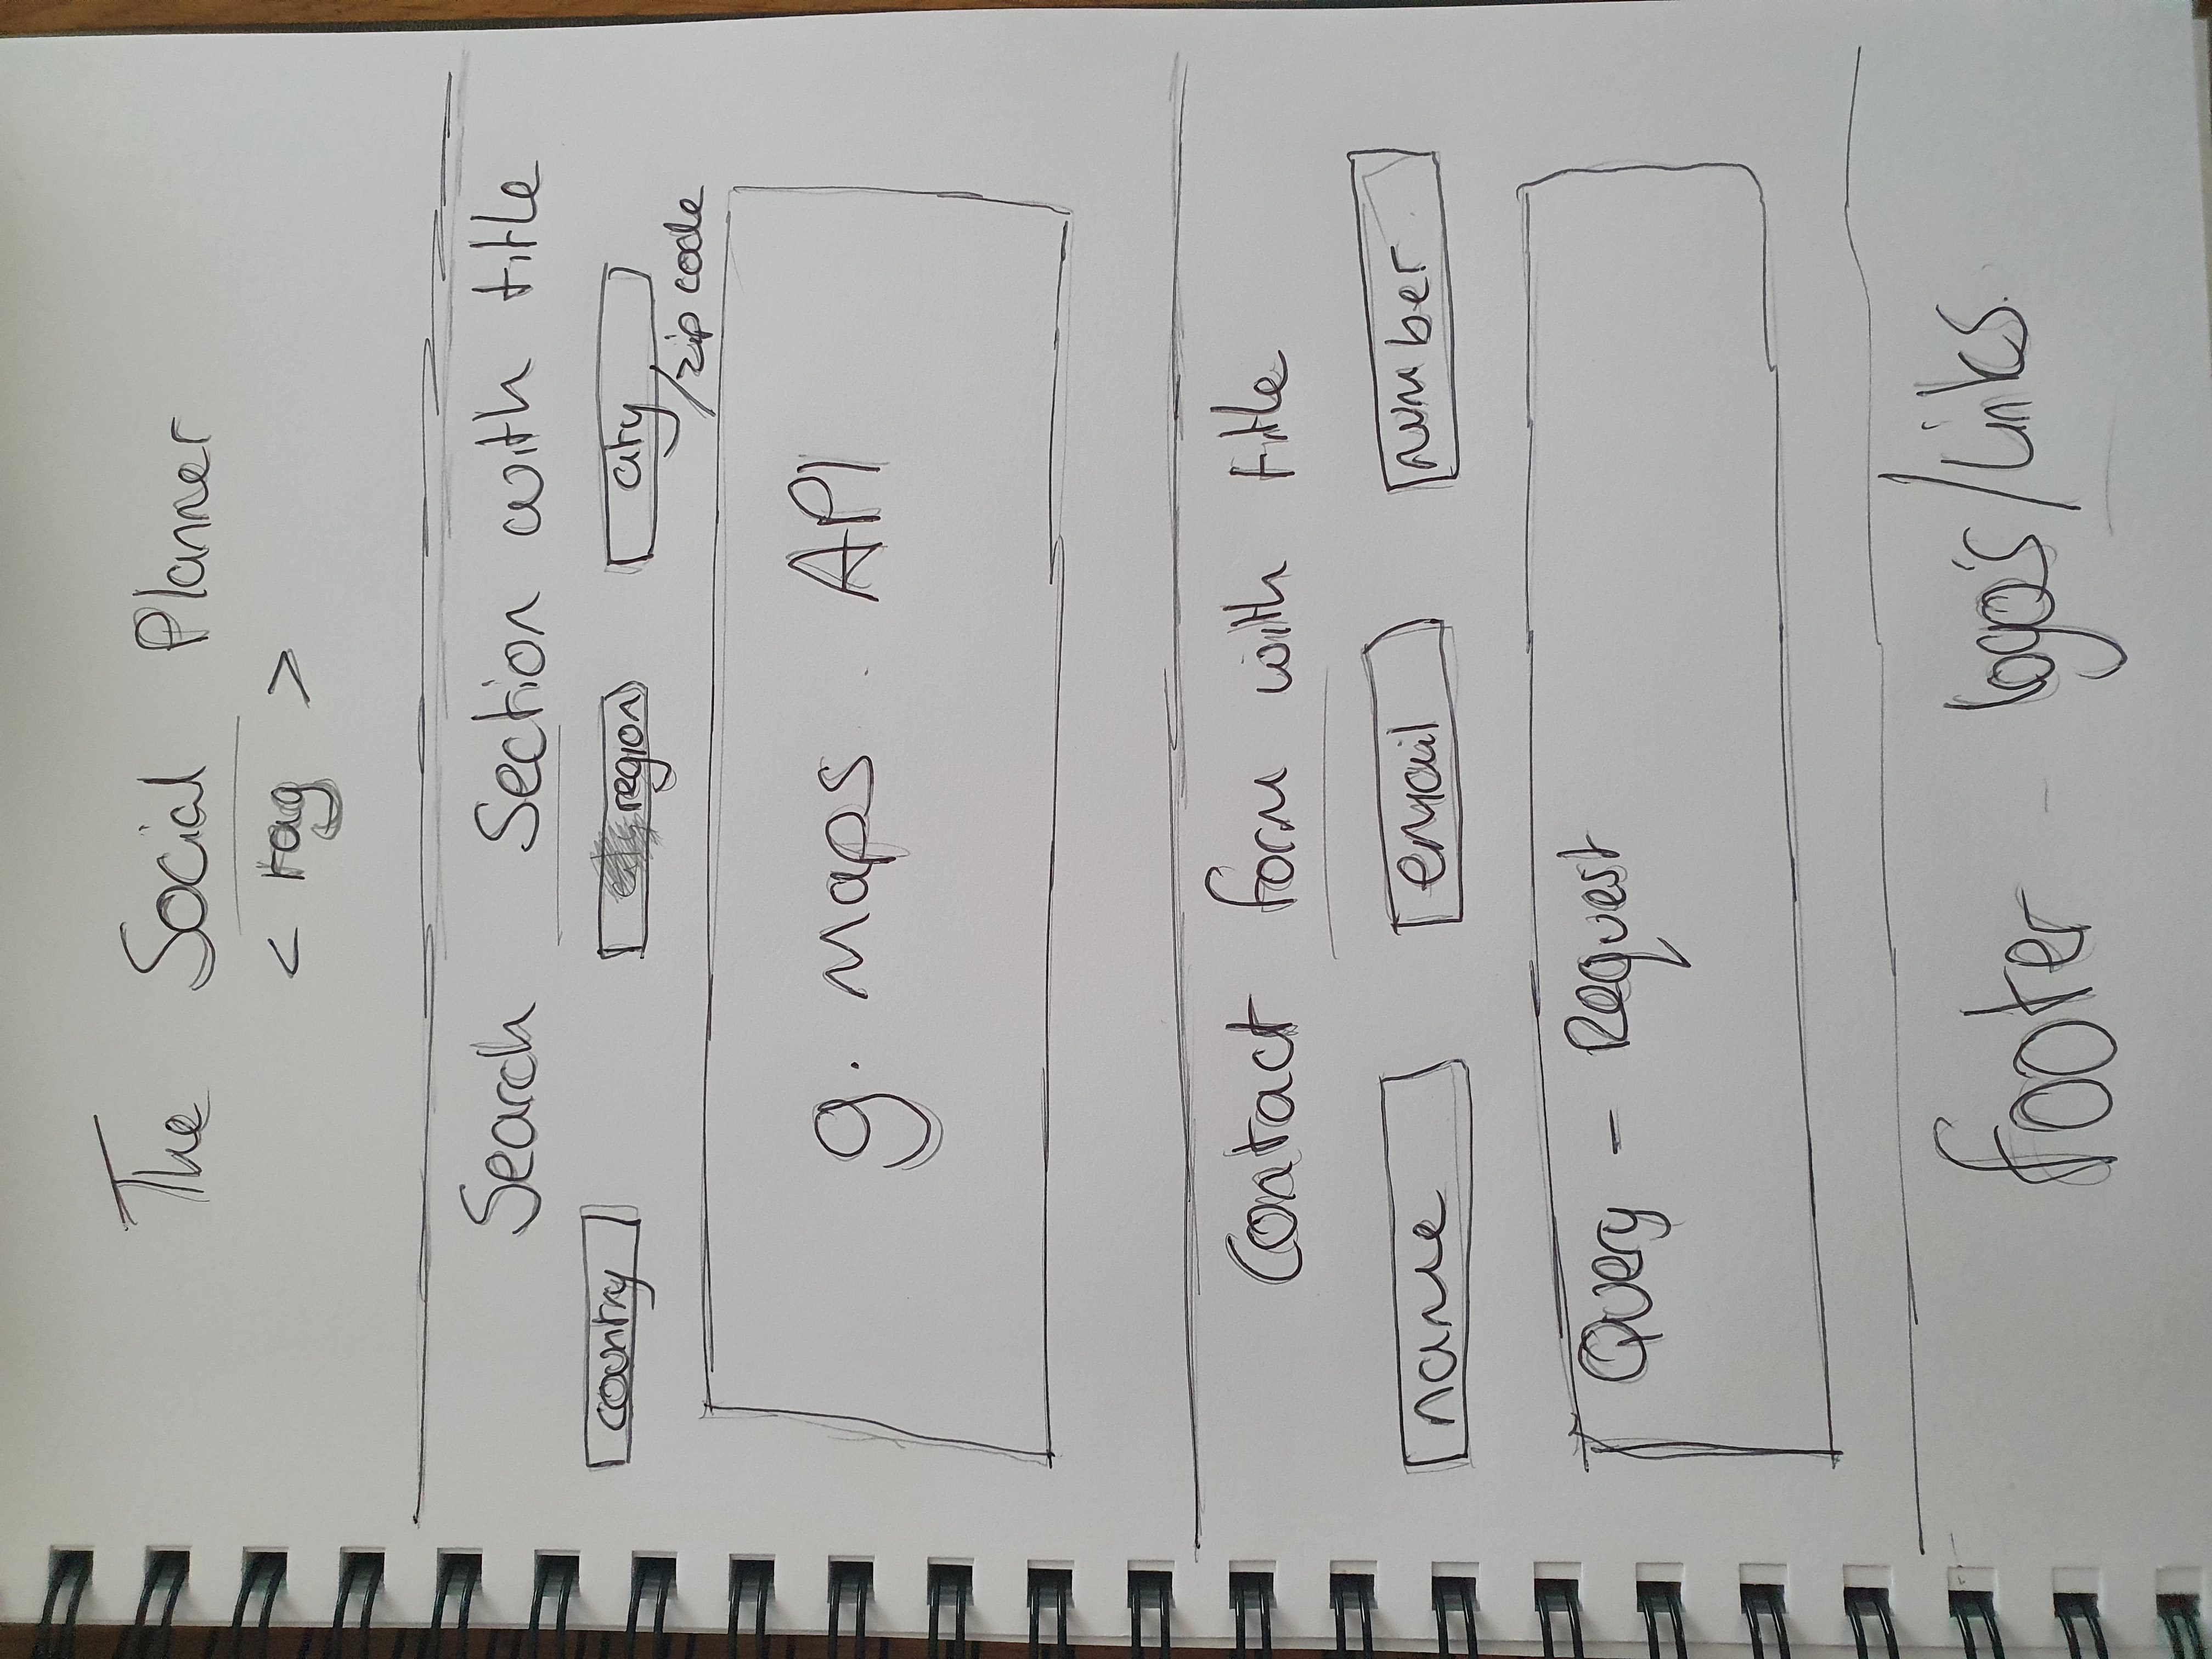 The Social Planner
< tag >
Search Section with title
country region city
/zip code
g. Maps API
Contact form with title
name email number
Query - Request
footer - logo's/Links.